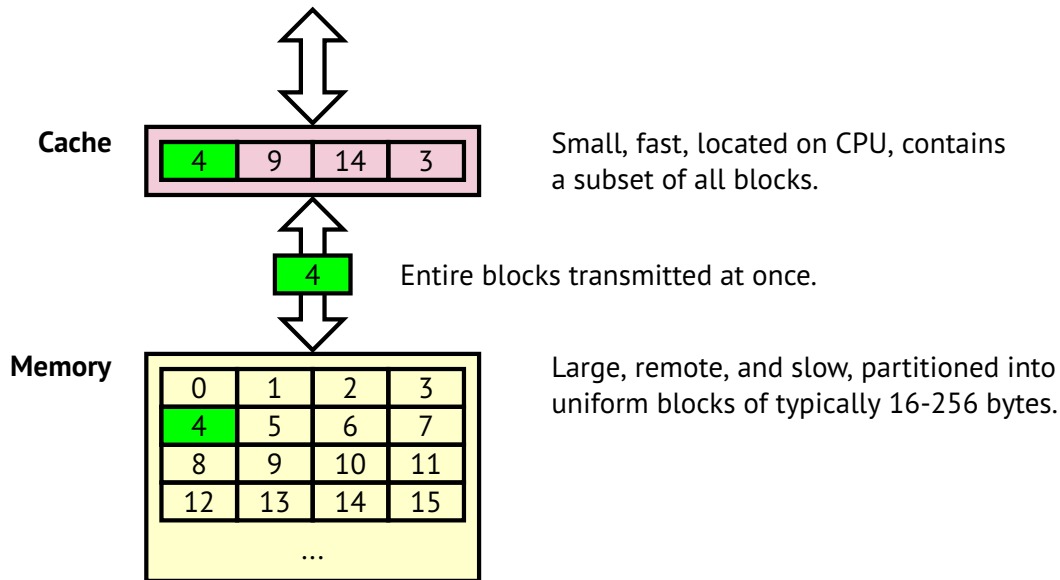 Cache
4 9 14 3
Small, fast, located on CPU, contains
a subset of all blocks.
4
Entire blocks transmitted at once.
Memory
0 1 2 3
4 5 6 7
8 9 10 11
12 13 14 15
...
Large, remote, and slow, partitioned into
uniform blocks of typically 16-256 bytes.